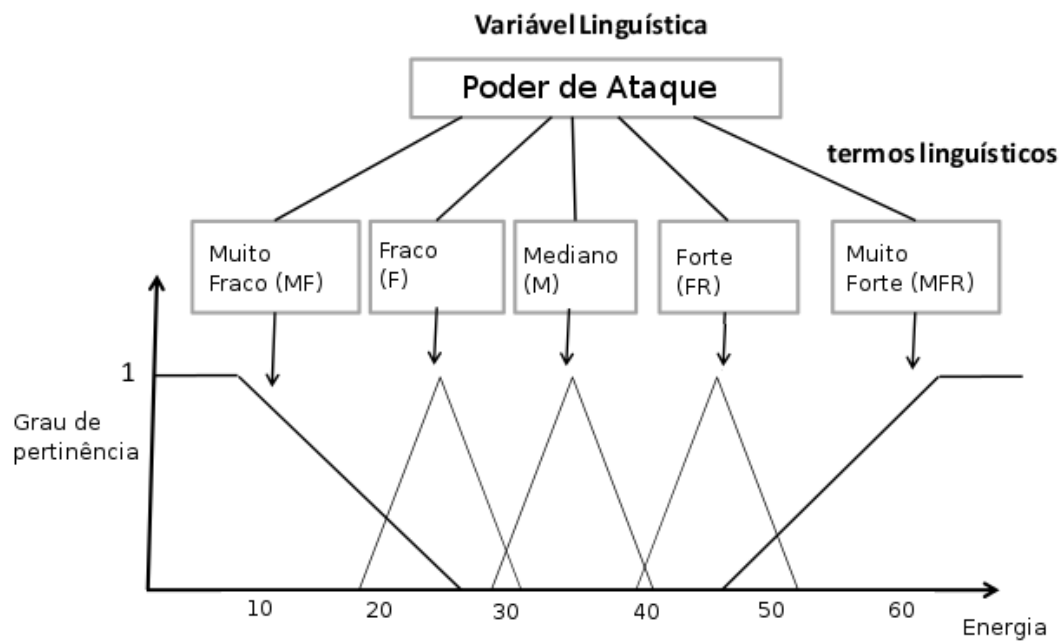 Variável Linguística
Poder de Ataque
termos linguísticos
Muito
Fraco (MF)
Fraco
(F)
Mediano
(M)
Forte
(FR)
Muito
Forte (MFR)
1
Grau de
pertinência
10
20
30
40
50
60
Energia